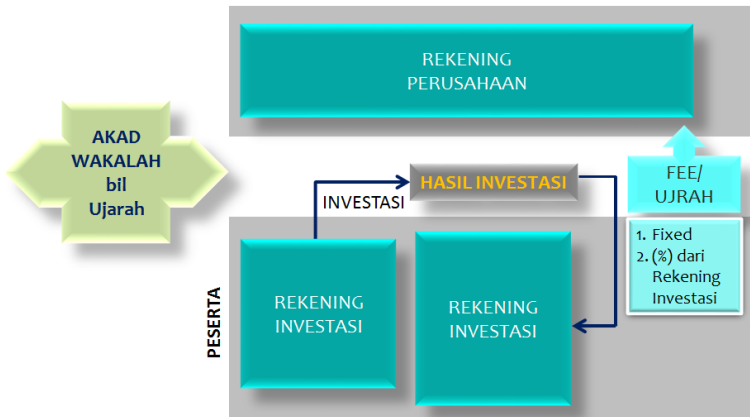 REKENING
PERUSAHAAN
AKAD
WAKALAH
bil
Ujarah
HASIL INVESTASI
INVESTASI
FEE/
UJRAH
1. Fixed
2. (%) dari
Rekening
Investasi
PESERTA
REKENING
INVESTASI
REKENING
INVESTASI